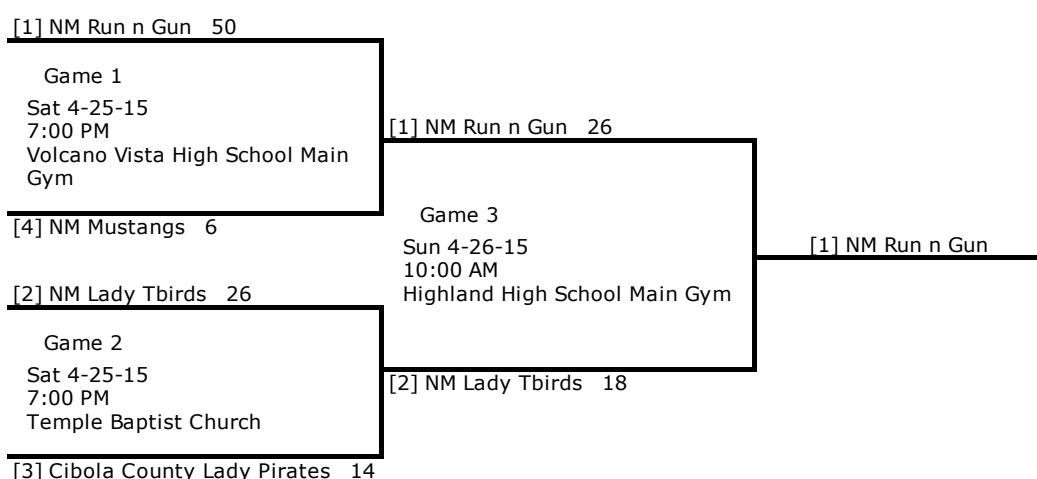 [1] NM Run n Gun 50
Game 1
Sat 4-25-15
7:00 PM
Volcano Vista High School Main
Gym
[4] NM Mustangs 6
[2] NM Lady Tbirds 26
Game 2
Sat 4-25-15
7:00 PM
Temple Baptist Church
[3] Cibola County Lady Pirates 14
[1] NM Run n Gun 26
Game 3
Sun 4-26-15
10:00 AM
Highland High School Main Gym
[2] NM Lady Tbirds 18
[1] NM Run n Gun